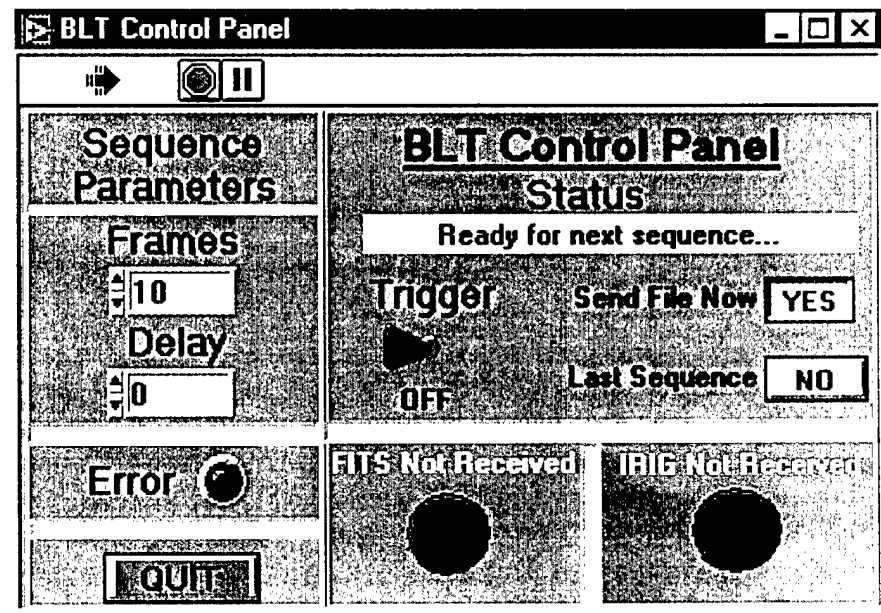 BLT Control Panel
Sequence
Parameters
Frames
10
Delay
0
Error
QUIT
BLT Control Panel
Status
Ready for next sequence...
Trigger
OFF
Send File Now YES
Last Sequence NO
FITS Not Received
IRIG Not Received